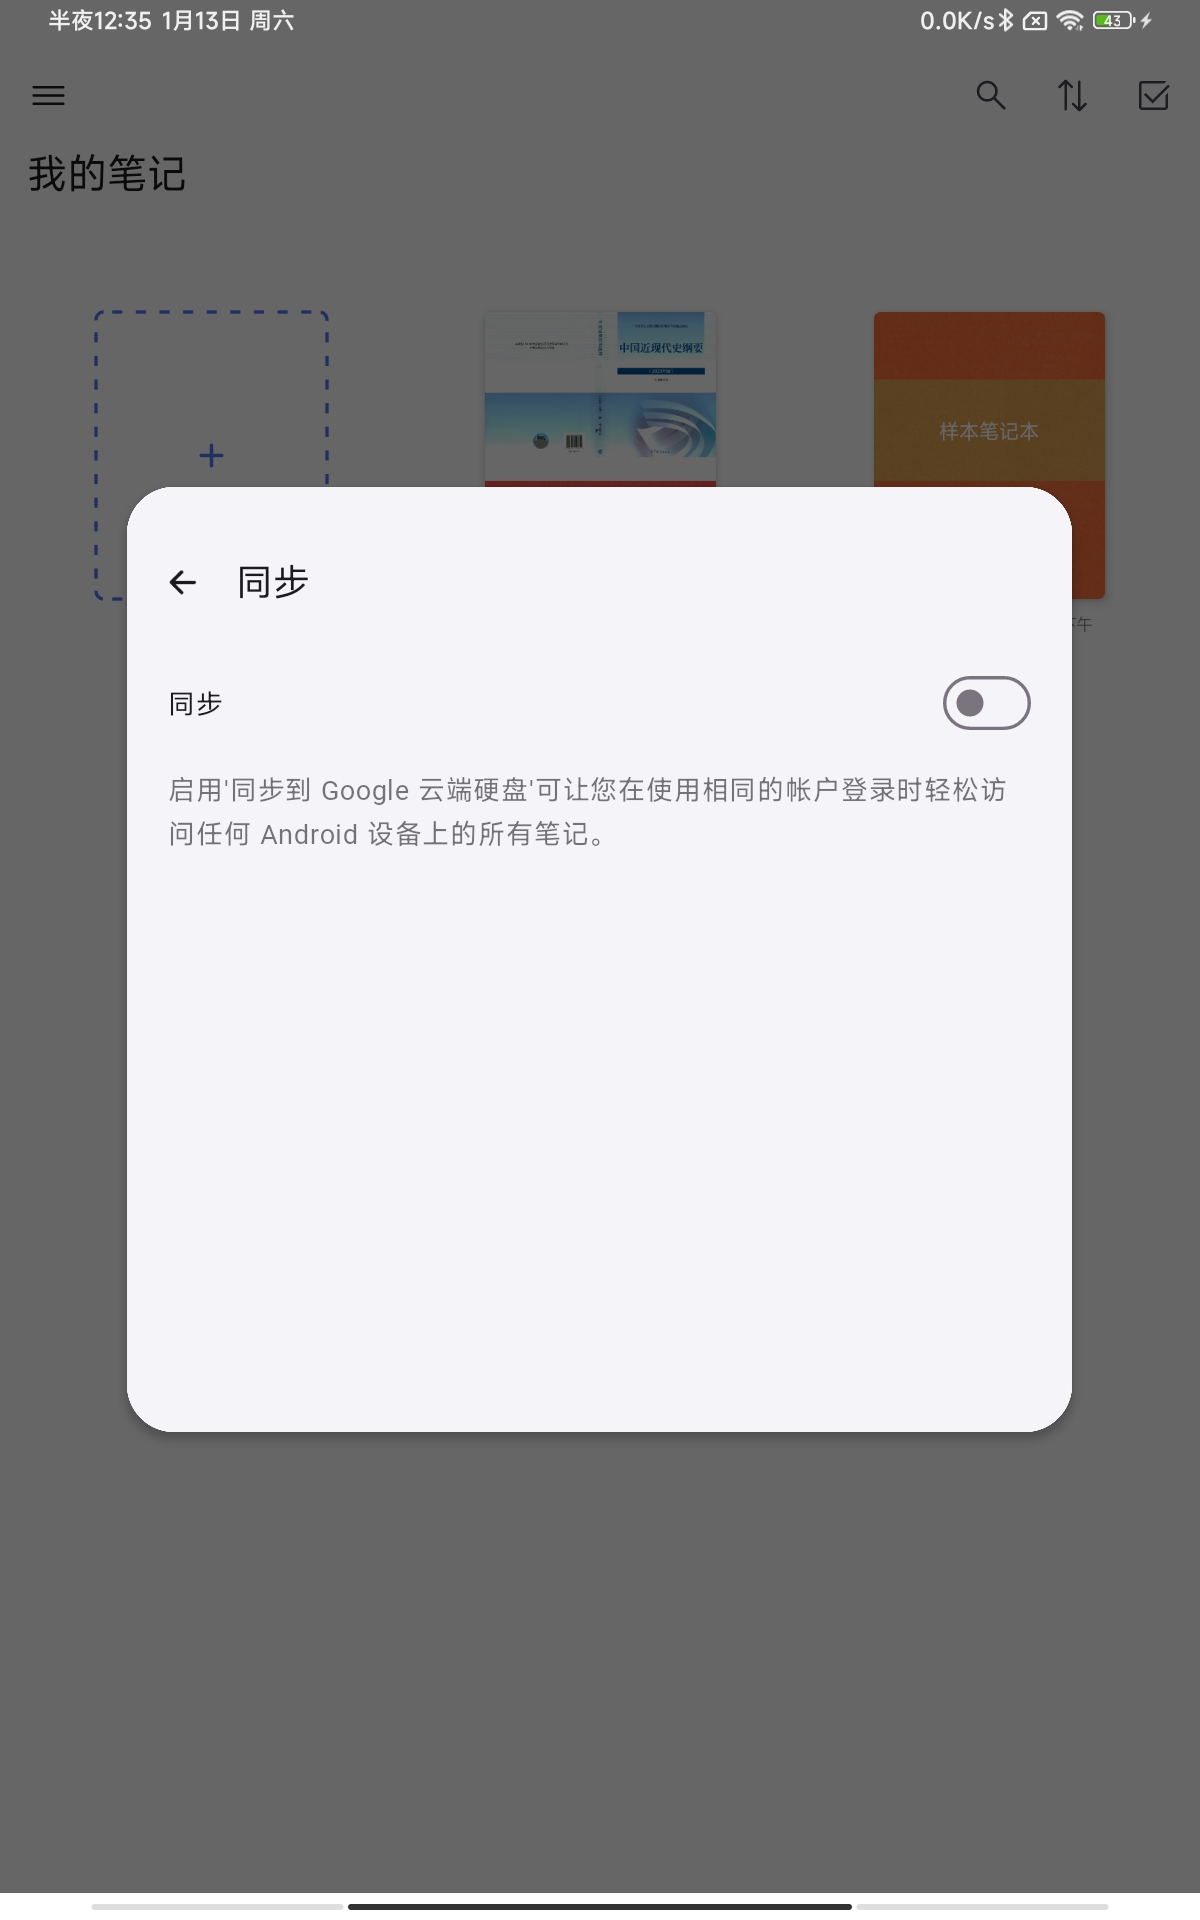 半夜12:35 1月13日 周六
0.0K/s
43
我的笔记
中国近现代史纲要
样本笔记本
下午
同步
同步
启用'同步到 Google 云端硬盘'可让您在使用相同的帐户登录时轻松访
问任何 Android 设备上的所有笔记。